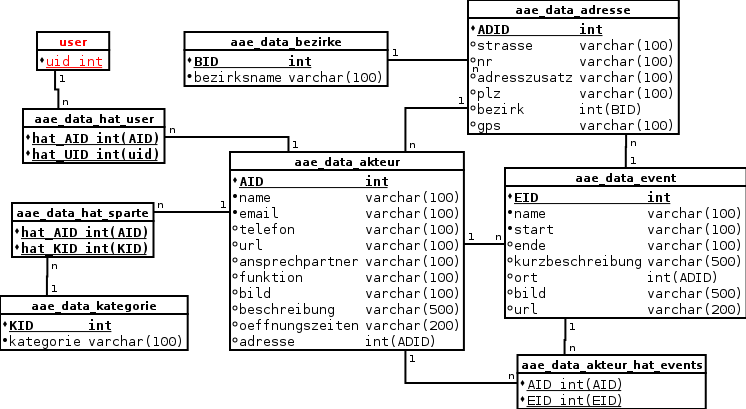 user
uid int
1
n
aae_data_hat_user
hat_AID int(AID)
hat_UID int(uid)
n
1
aae_data_bezirke
BID int
bezirksname varchar(100)
1
n
aae_data_adresse
ADID int
strasse varchar(100)
nr varchar(100)
adresszusatz varchar(100)
plz varchar(100)
bezirk int(BID)
gps varchar(100)
1
n
n
1
aae_data_akteur
AID int
name varchar(100)
email varchar(100)
telefon varchar(100)
url varchar(100)
ansprechpartner varchar(100)
funktion varchar(100)
bild varchar(100)
beschreibung varchar(500)
oeffnungszeiten varchar(200)
adresse int(ADID)
1
n
aae_data_event
EID int
name varchar(100)
start varchar(100)
ende varchar(100)
kurzbeschreibung varchar(500)
ort int(ADID)
bild varchar(500)
url varchar(200)
aae_data_hat_sparte
hat_AID int(AID)
hat_KID int(KID)
n
1
n
1
aae_data_kategorie
KID int
kategorie varchar(100)
1
n
1
n
aae_data_akteur_hat_events
AID int(AID)
EID int(EID)